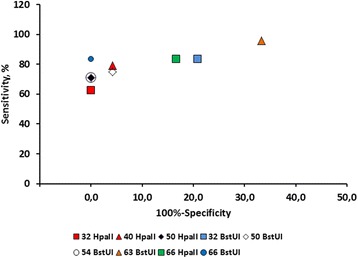 120
100
80
60
40
20
0
Sensitivity, %
0,0 10,0 20,0 30,0 40,0 50,0
100%-Specificity
32 HpaII 40 HpaII 50 HpaII 32 BstUI 50 BstUI
54 BstUI 63 BstUI 66 HpaII 66 BstUI